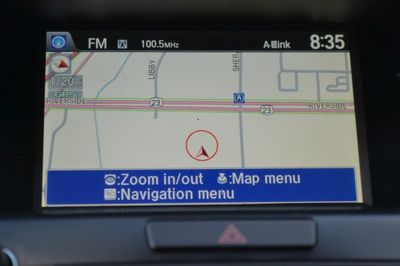 FM 100.5MHz A-Link 8:35
1/20mi
GPS
RIVERSIDE
LIBBY
23
SHER
23
RIVERSIDE
:Zoom in/out :Map menu
:Navigation menu